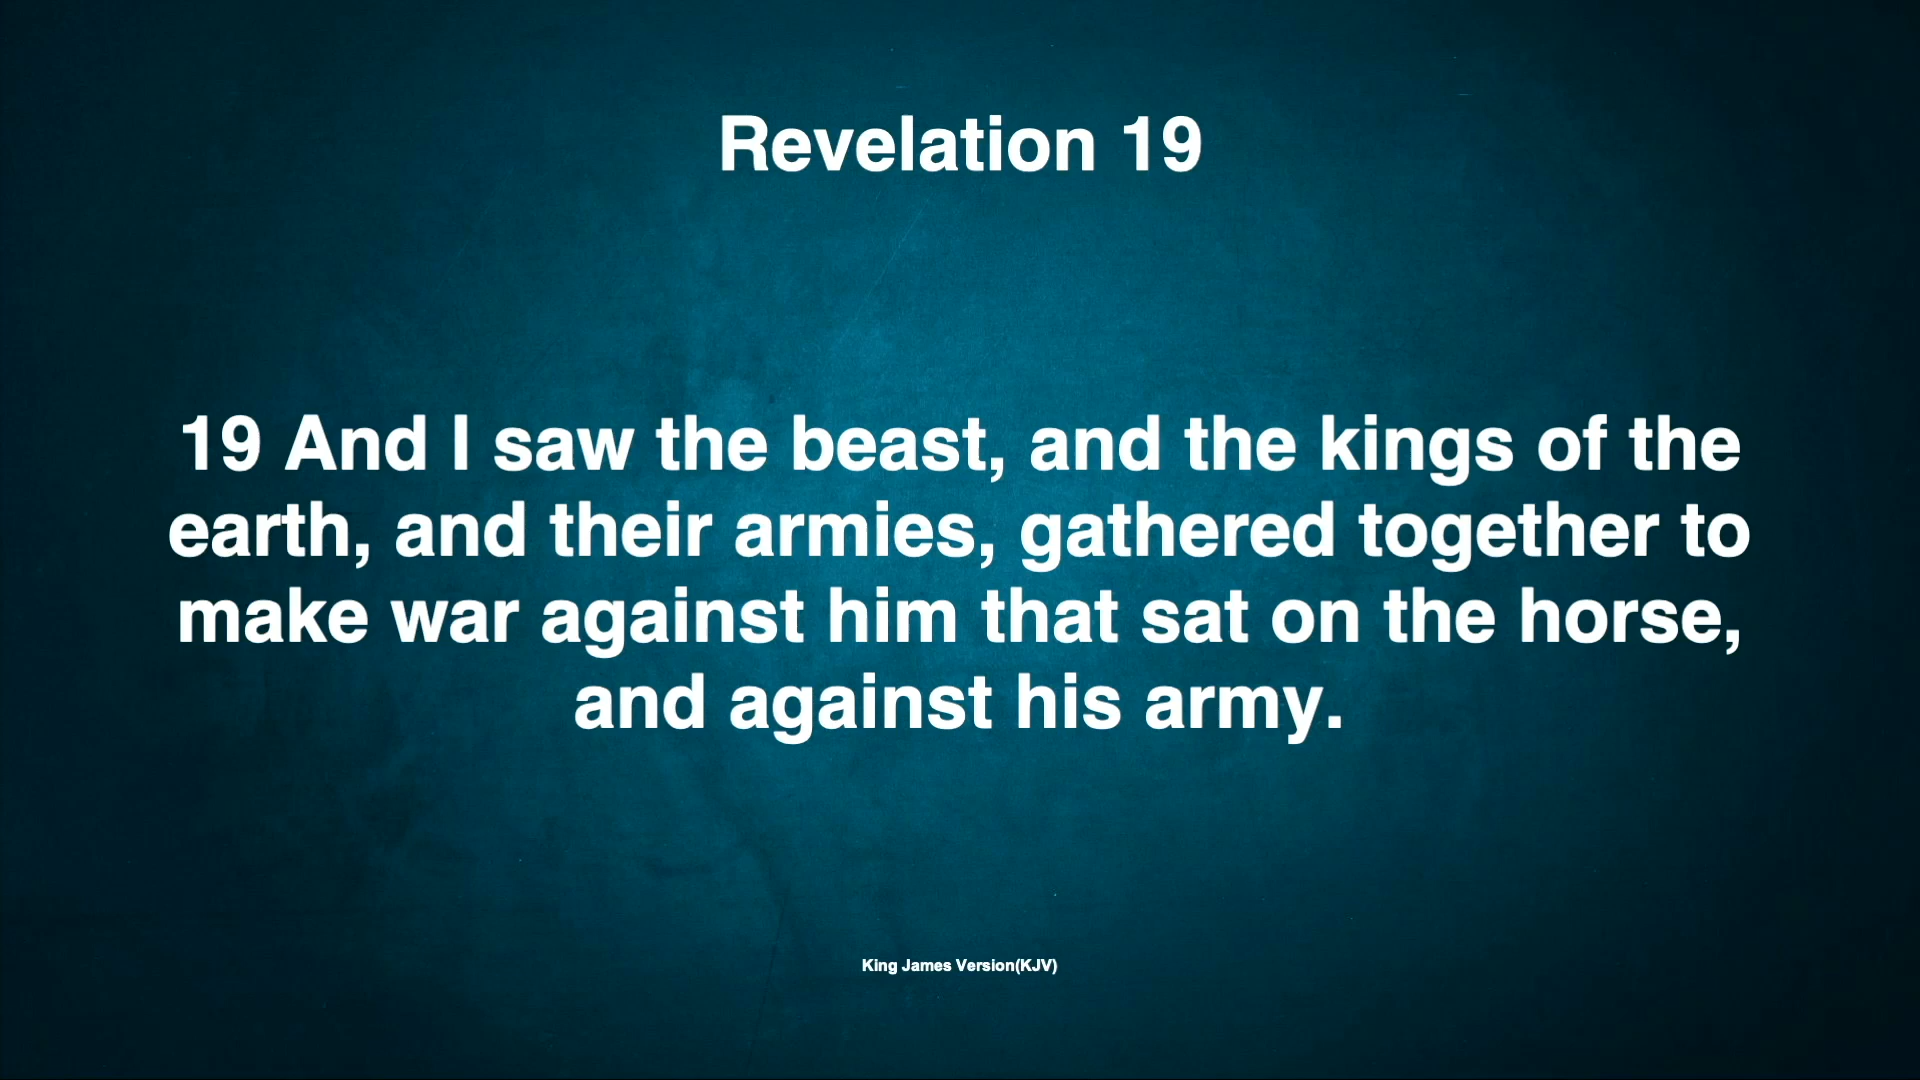 Revelation 19
19 And I saw the beast, and the kings of the
earth, and their armies, gathered together to
make war against him that sat on the horse,
and against his army.
King James Version(KJV)